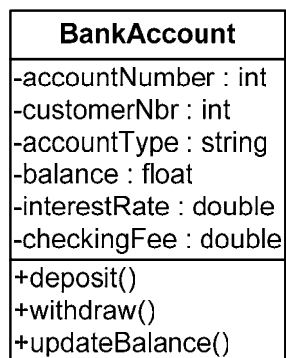 BankAccount
-accountNumber : int
-customerNbr : int
-accountType : string
-balance : float
-interestRate : double
-checkingFee : double
+deposit()
+withdraw()
+updateBalance()